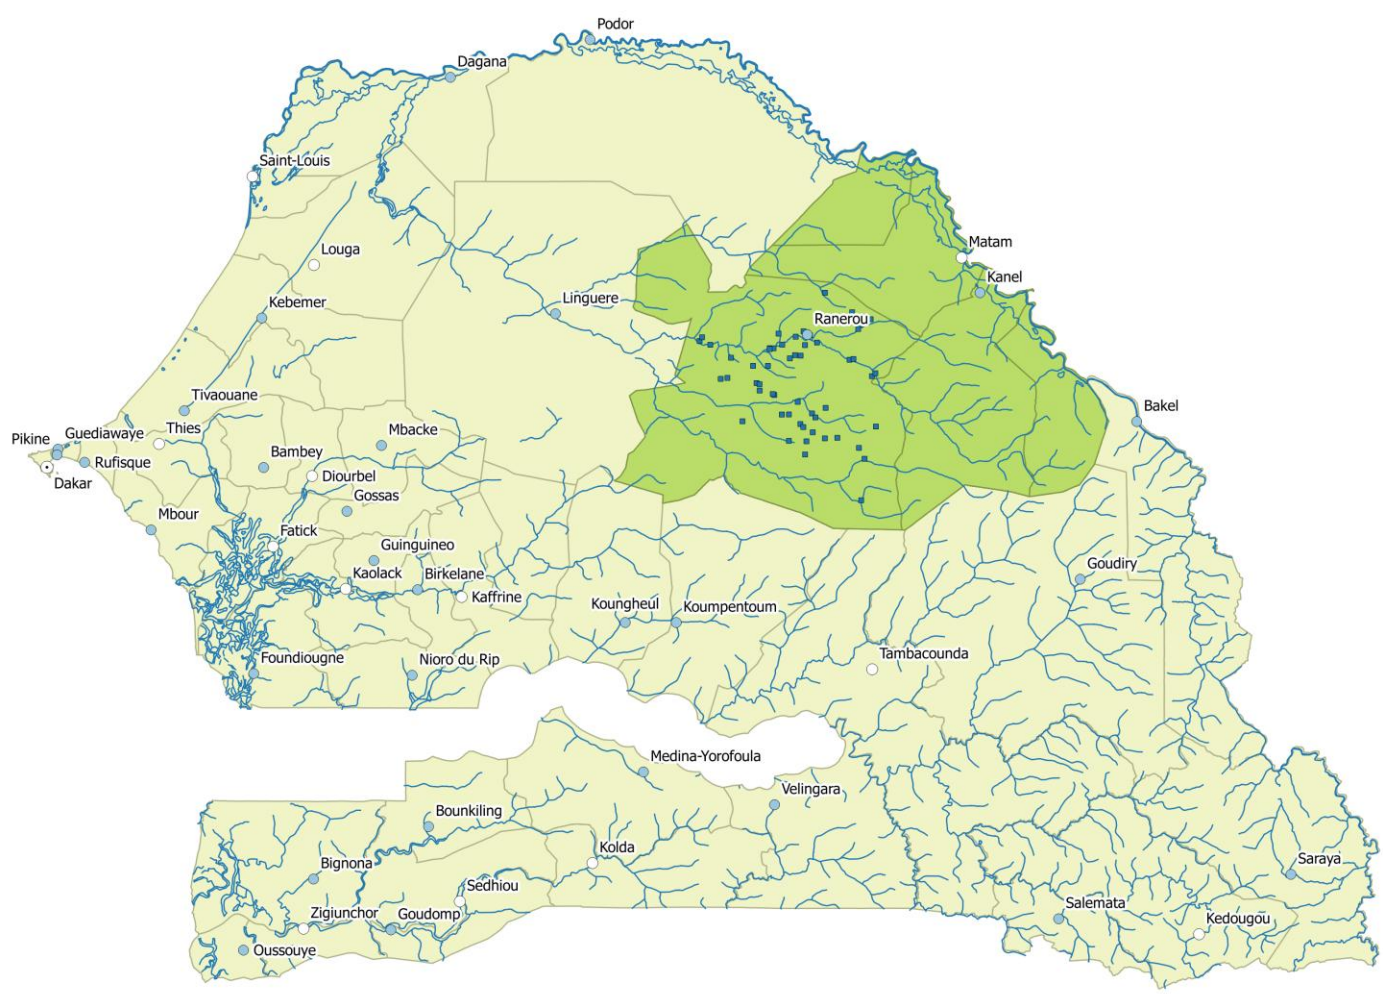 Podor
Dagana
Saint-Louis
Matam
Louga
Kanel
Linguere
Kebemer
Ranerou
Tivaouane
Bakel
Thies
Mbacke
Guediawaye
Pikine
Bambey
Rufisque
Diourbel
Dakar
Gossas
Mbour
Fatick
Guinguineo
Goudiry
Kaolack
Birkelane
Kaffrine
Koungheul
Koumpentoum
Tambacounda
Foundiougne
Nioro du Rip
Medina-Yorofoula
Velingara
Bounkiling
Kolda
Saraya
Bignona
Sedhiou
Salemata
Zigiunchor
Goudomp
Kedougou
Oussouye